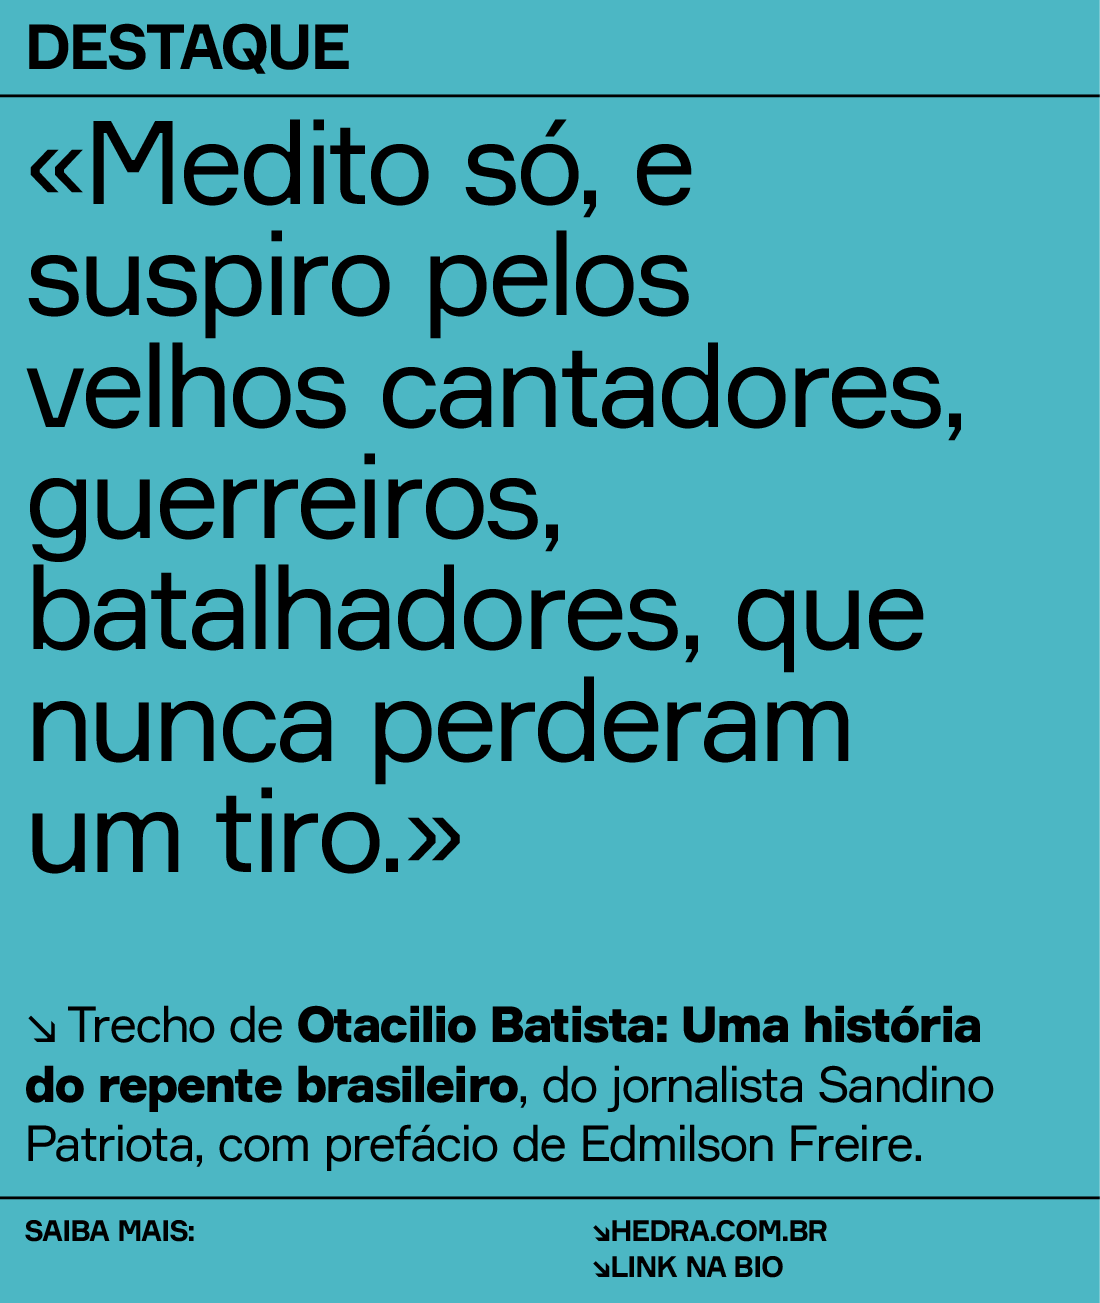 DESTAQUE
«Medito só, e
suspiro pelos
velhos cantadores,
guerreiros,
batalhadores, que
nunca perderam
um tiro.»
↘ Trecho de Otacilio Batista: Uma história
do repente brasileiro, do jornalista Sandino
Patriota, com prefácio de Edmilson Freire.
SAIBA MAIS:
↘HEDRA.COM.BR
↘LINK NA BIO